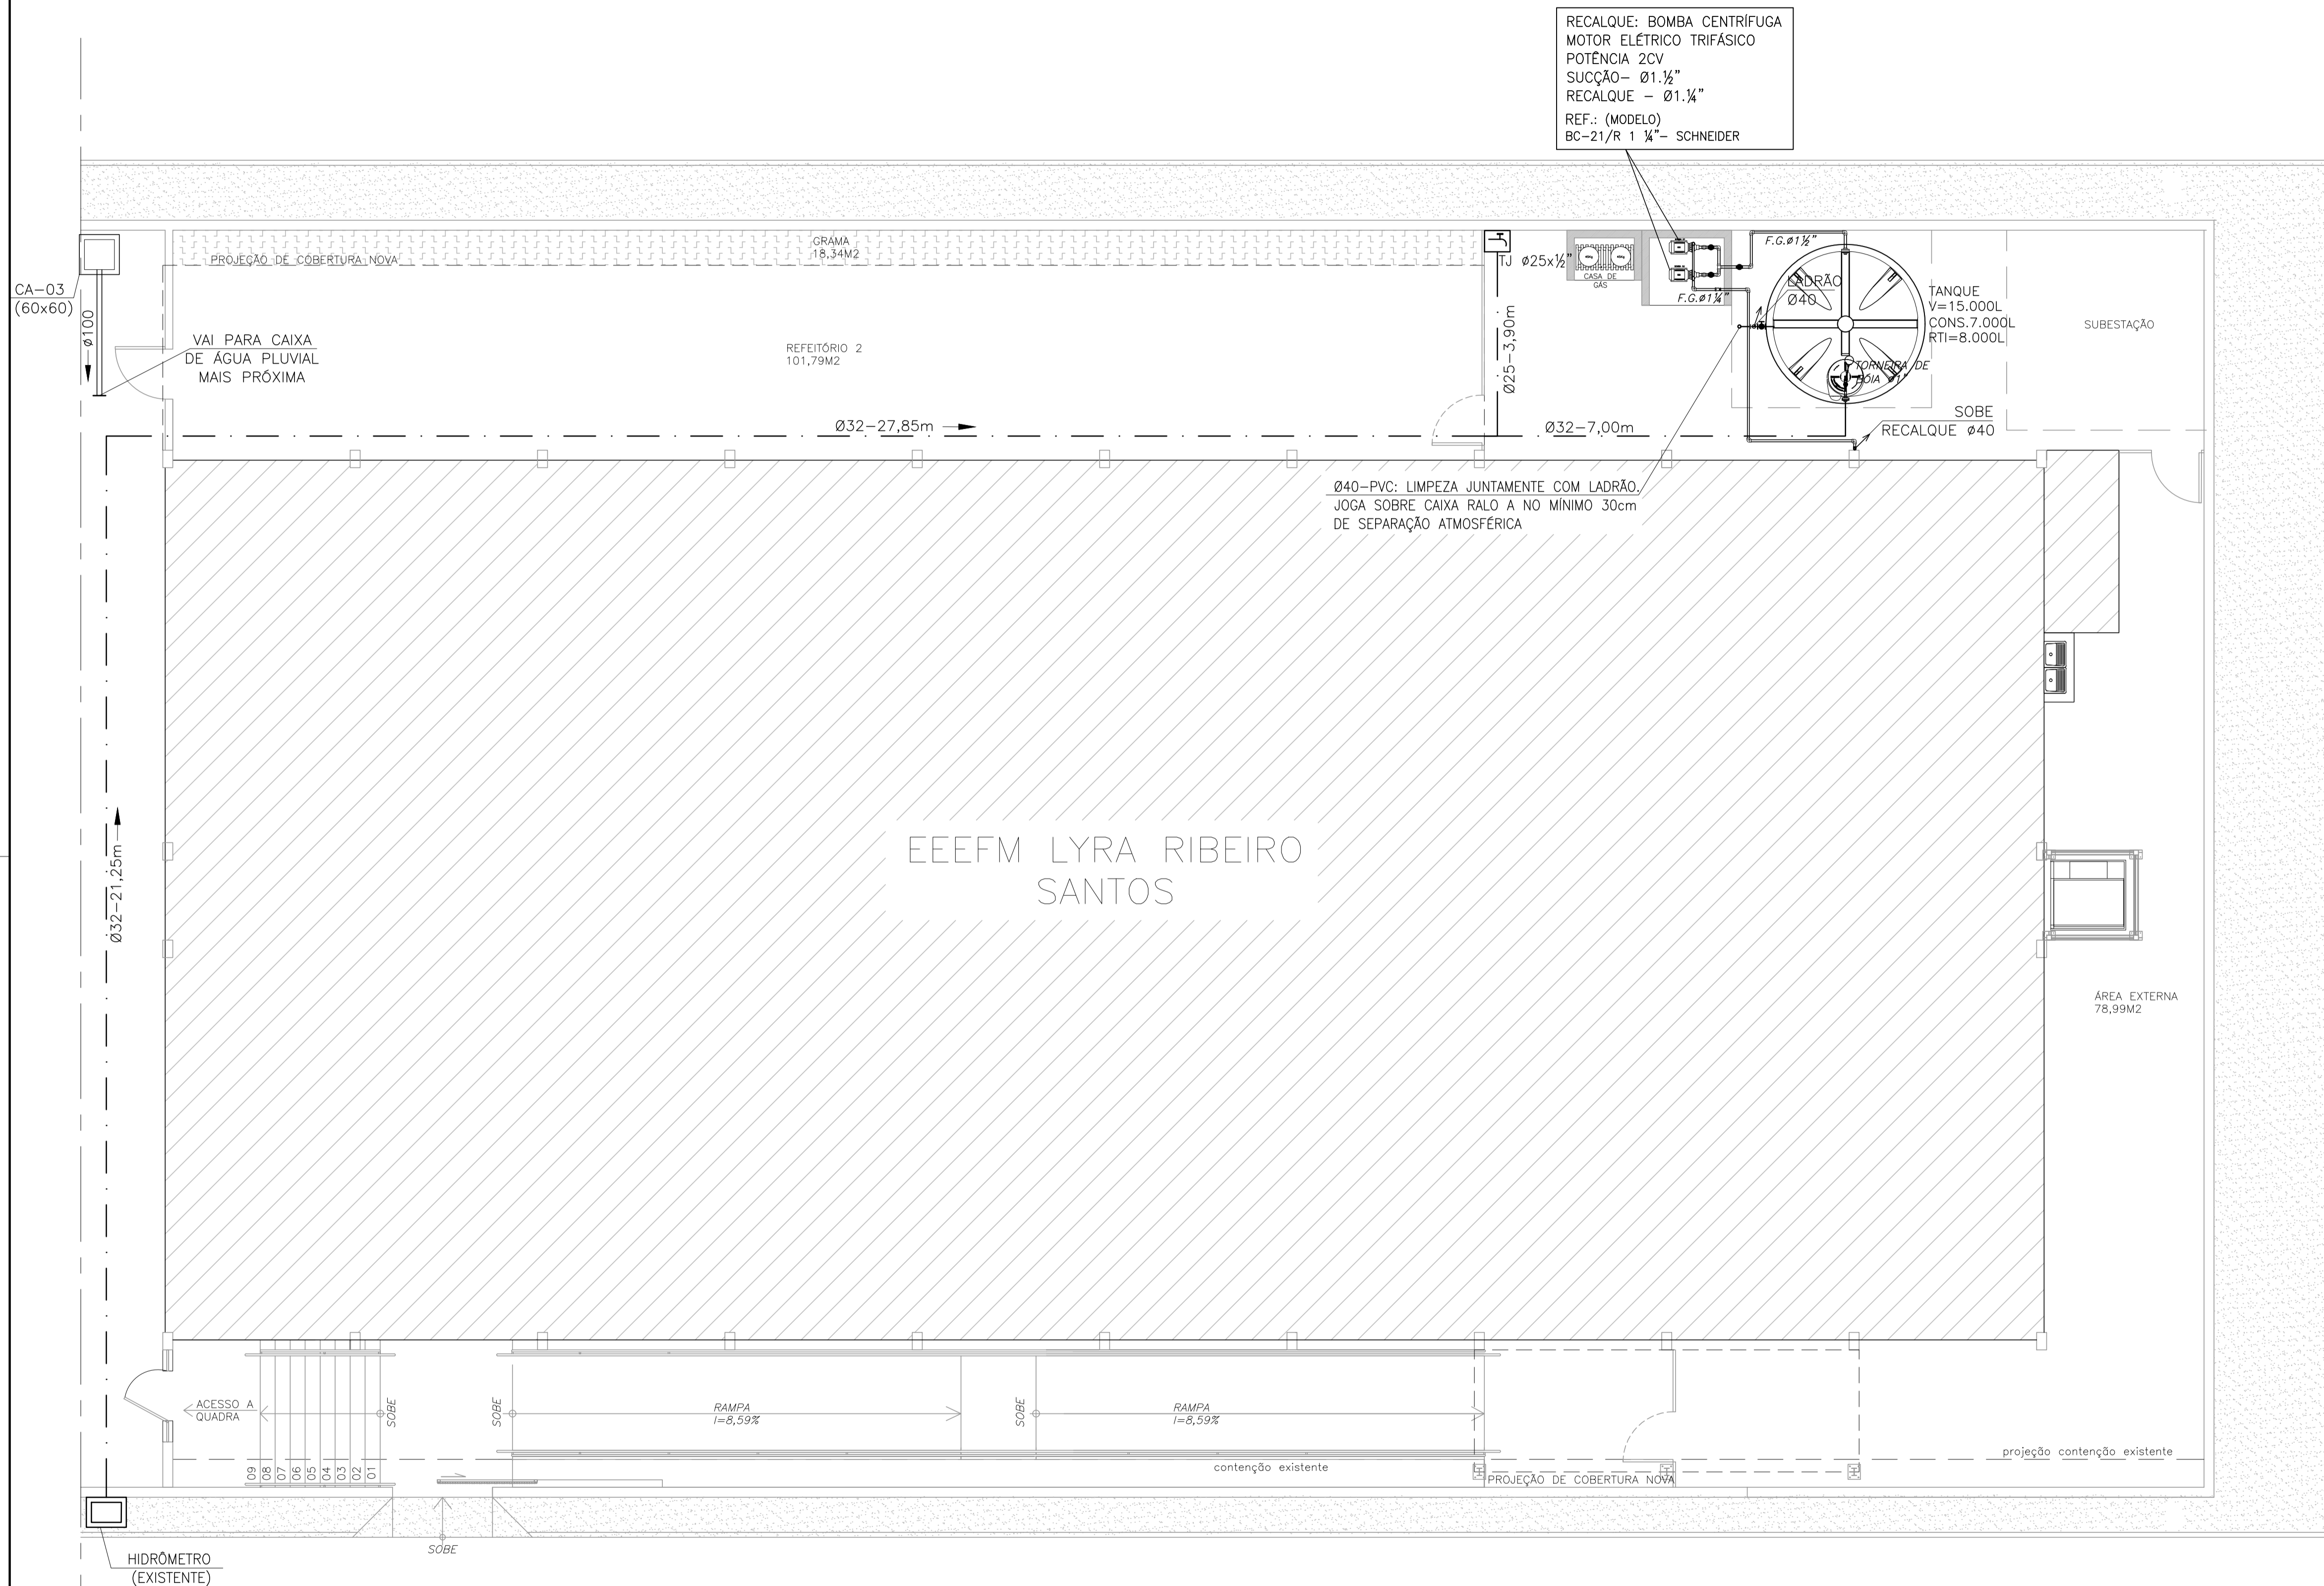 RECALQUE: BOMBA CENTRÍFUGA
MOTOR ELÉTRICO TRIFÁSICO
POTÊNCIA 2CV
SUCÇÃO- Ø1.½"
RECALQUE - Ø1.¼"
REF.: (MODELO)
BC-21/R 1 ¼"- SCHNEIDER
PROJEÇÃO DE COBERTURA NOVA
GRAMA
18,34M2
CA-03
(60x60)
Ø100
VAI PARA CAIXA
DE ÁGUA PLUVIAL
MAIS PRÓXIMA
REFEITÓRIO 2
101,79M2
TJ Ø25x½"
Ø25-3,90m
CASA DE
GÁS
F.G.Ø1½"
F.G.Ø1¼"
LADRÃO
Ø40
TANQUE
V=15.000L
CONS.7.000L
RTI=8.000L
SUBESTAÇÃO
TORNEIRA DE
BÓIA Ø1"
Ø32-27,85m
Ø32-7,00m
SOBE
RECALQUE Ø40
Ø40-PVC: LIMPEZA JUNTAMENTE COM LADRÃO.
JOGA SOBRE CAIXA RALO A NO MÍNIMO 30cm
DE SEPARAÇÃO ATMOSFÉRICA
Ø32-21,25m
EEEFM LYRA RIBEIRO
SANTOS
ÁREA EXTERNA
78,99M2
ACESSO A
QUADRA
SOBE
SOBE
RAMPA
I=8,59%
SOBE
RAMPA
I=8,59%
09
08
07
06
05
04
03
02
01
contenção existente
projeção contenção existente
PROJEÇÃO DE COBERTURA NOVA
SOBE
HIDRÔMETRO
(EXISTENTE)